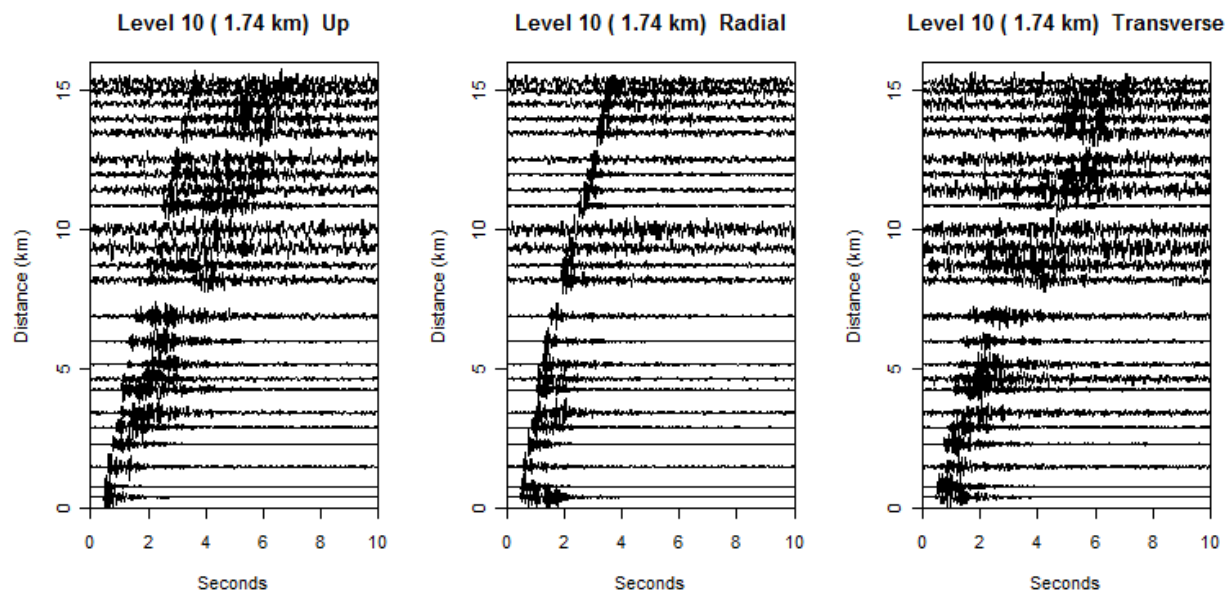 Level 10 ( 1.74 km)  Up
Level 10 ( 1.74 km)  Radial
Level 10 ( 1.74 km)  Transverse
Distance (km)
15
10
5
0
0 2 4 6 8 10
Seconds
Distance (km)
15
10
5
0
0 2 4 6 8 10
Seconds
Distance (km)
15
10
5
0
0 2 4 6 8 10
Seconds